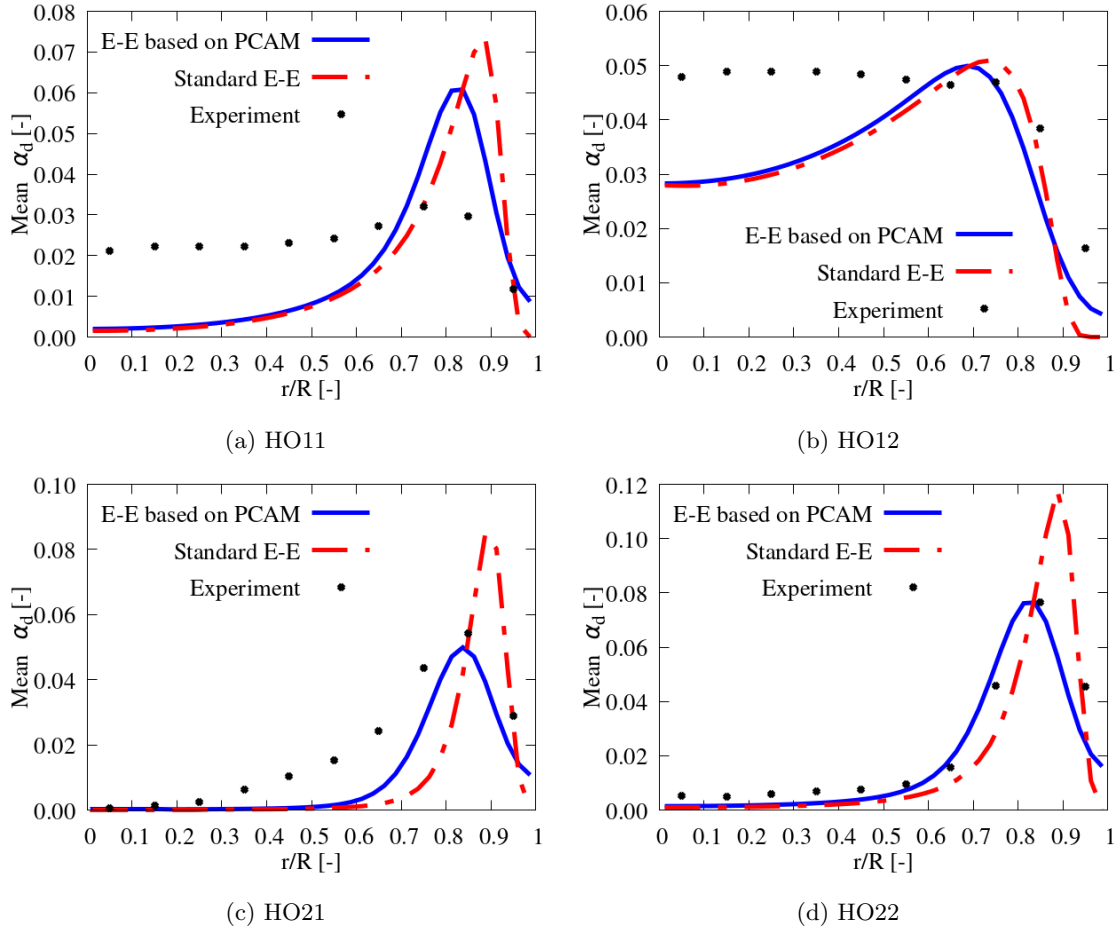 0.08
0.07
0.06
0.05
0.04
0.03
0.02
0.01
0.00
Mean α_d [-]
E-E based on PCAM
Standard E-E
Experiment
0 0.1 0.2 0.3 0.4 0.5 0.6 0.7 0.8 0.9 1
r/R [-]
(a) HO11
0.06
0.05
0.04
0.03
0.02
0.01
0.00
Mean α_d [-]
E-E based on PCAM
Standard E-E
Experiment
0 0.1 0.2 0.3 0.4 0.5 0.6 0.7 0.8 0.9 1
r/R [-]
(b) HO12
0.10
0.08
0.06
0.04
0.02
0.00
Mean α_d [-]
E-E based on PCAM
Standard E-E
Experiment
0 0.1 0.2 0.3 0.4 0.5 0.6 0.7 0.8 0.9 1
r/R [-]
(c) HO21
0.12
0.10
0.08
0.06
0.04
0.02
0.00
Mean α_d [-]
E-E based on PCAM
Standard E-E
Experiment
0 0.1 0.2 0.3 0.4 0.5 0.6 0.7 0.8 0.9 1
r/R [-]
(d) HO22